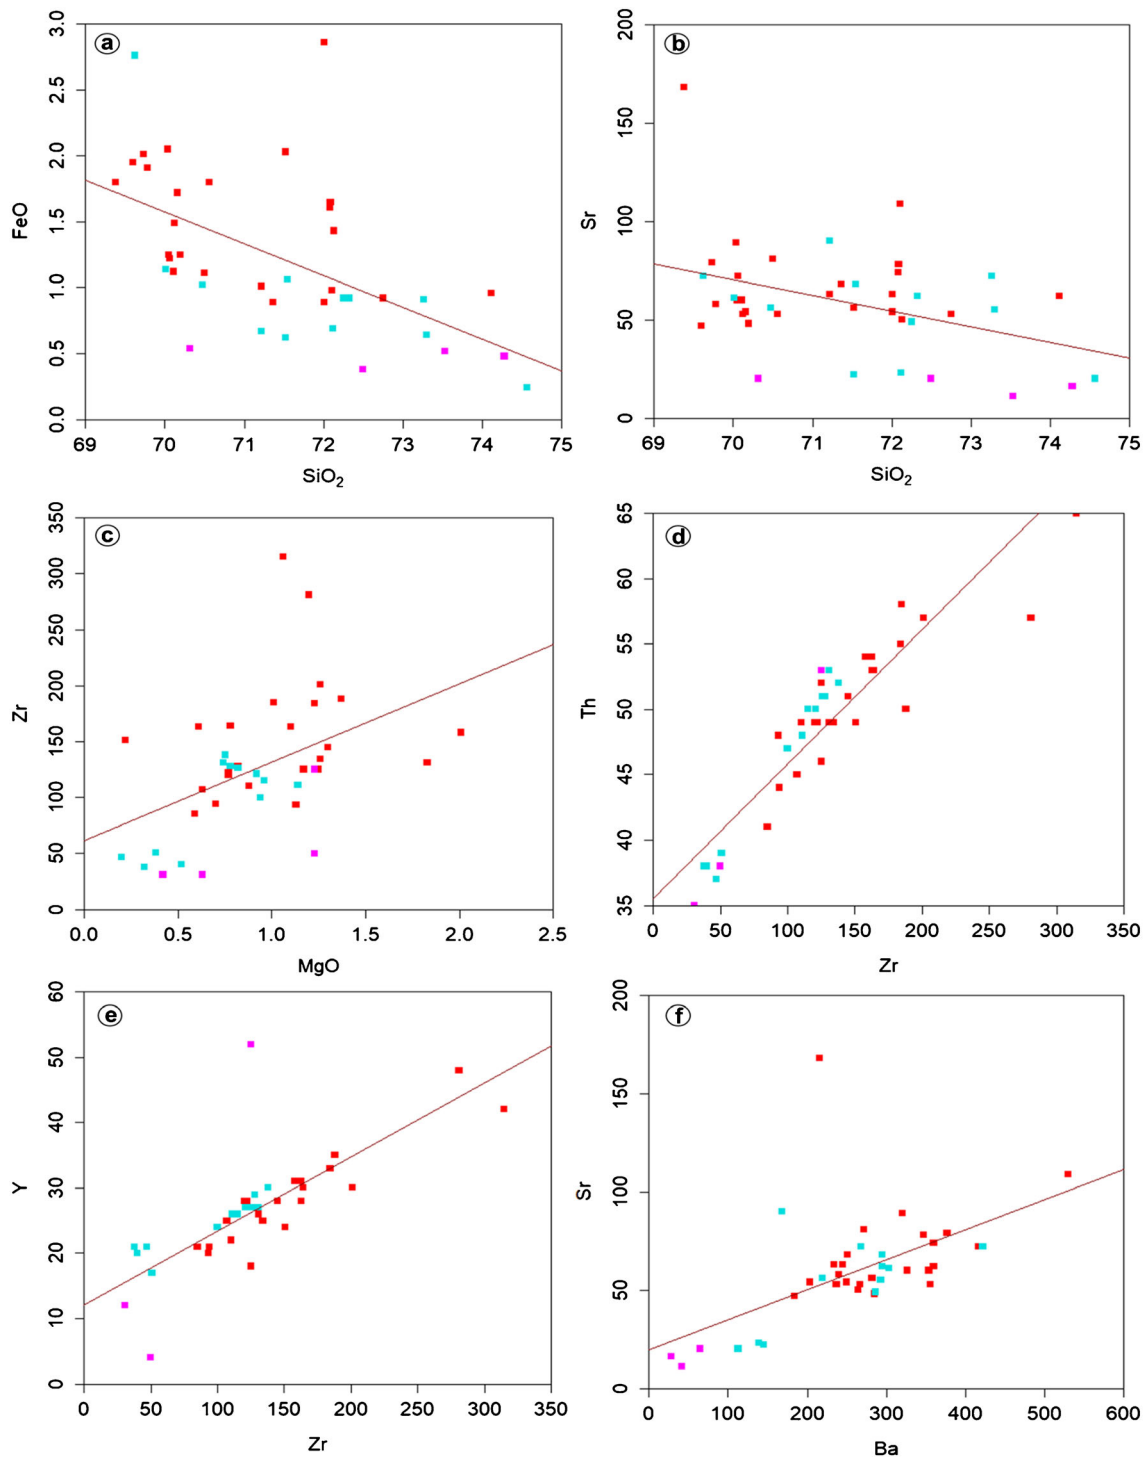 a
FeO
0.0 0.5 1.0 1.5 2.0 2.5 3.0
69 70 71 72 73 74 75
SiO₂
b
Sr
0 50 100 150 200
69 70 71 72 73 74 75
SiO₂
c
Zr
0 50 100 150 200 250 300 350
0.0 0.5 1.0 1.5 2.0 2.5
MgO
d
Th
35 40 45 50 55 60 65
0 50 100 150 200 250 300 350
Zr
e
Y
0 10 20 30 40 50 60
0 50 100 150 200 250 300 350
Zr
f
Sr
0 50 100 150 200
0 100 200 300 400 500 600
Ba